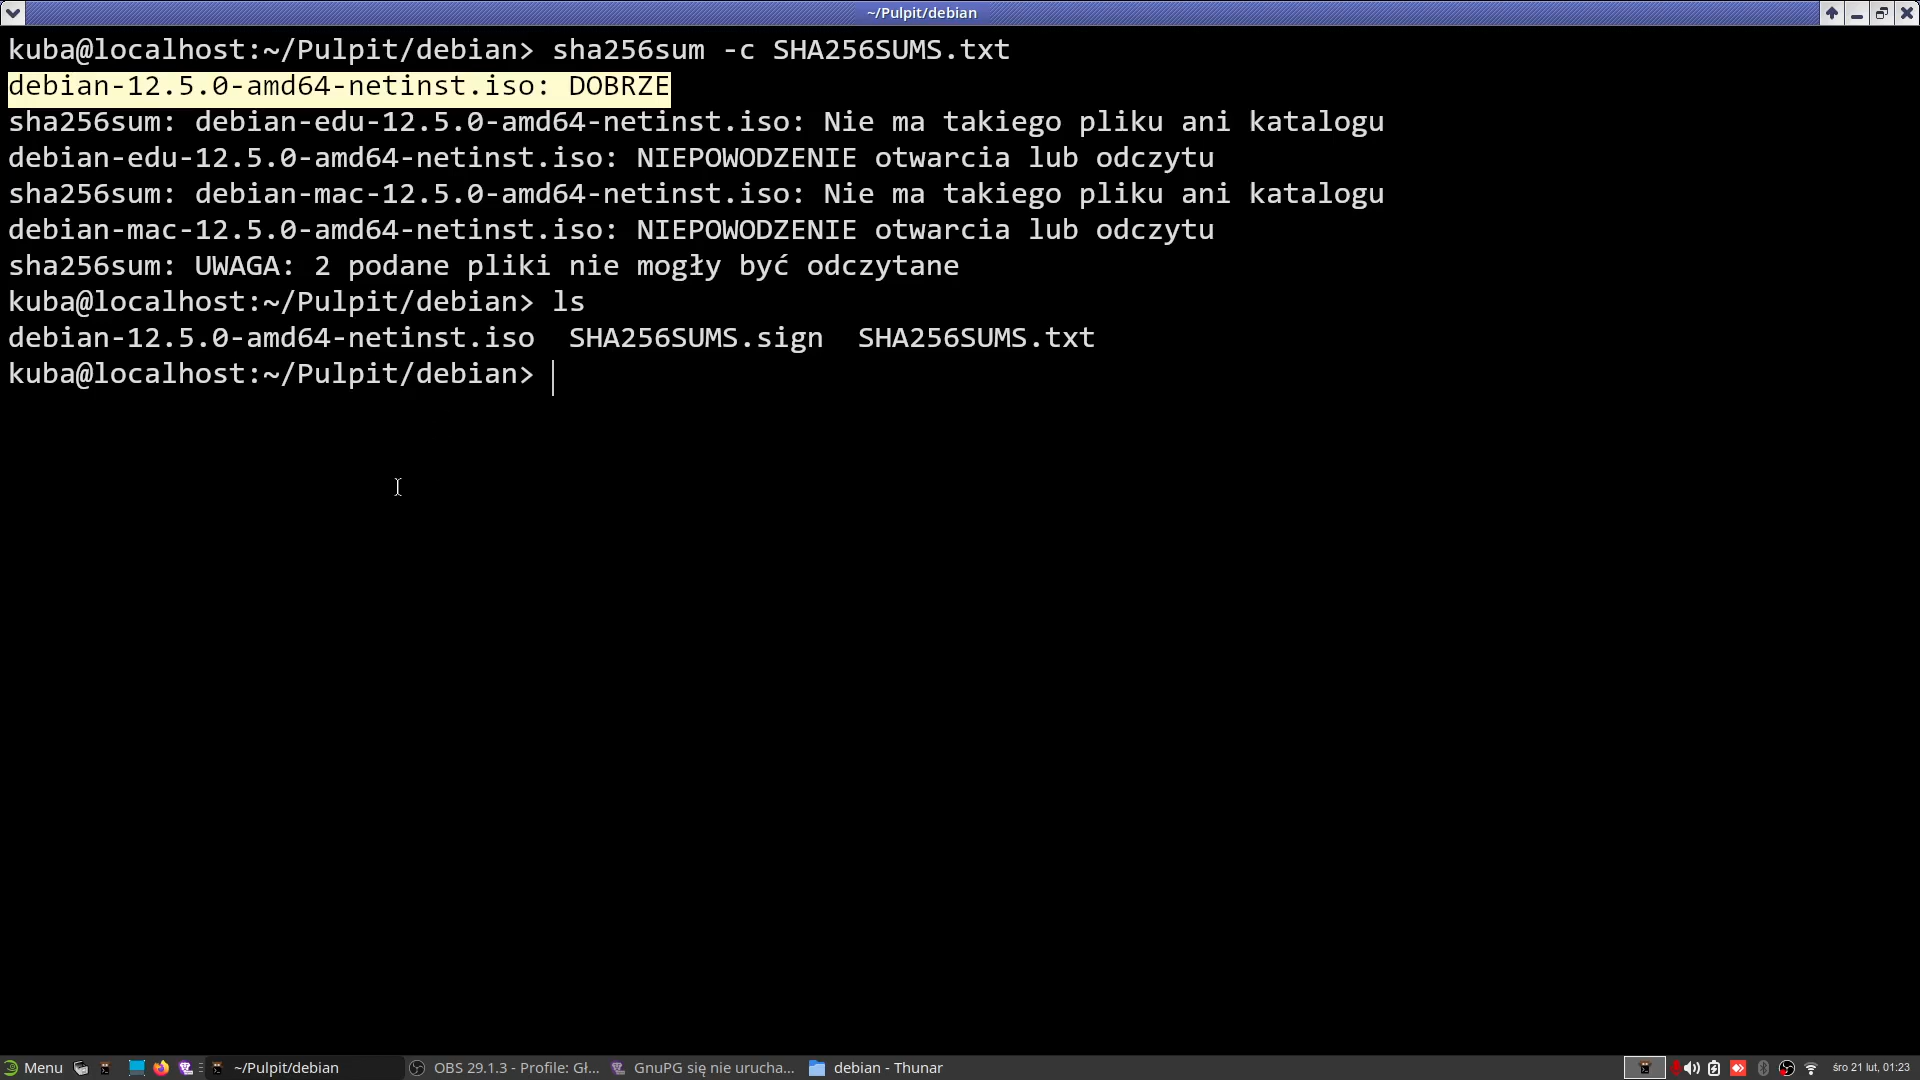 ~/Pulpit/debian
kuba@localhost:~/Pulpit/debian> sha256sum -c SHA256SUMS.txt
debian-12.5.0-amd64-netinst.iso: DOBRZE
sha256sum: debian-edu-12.5.0-amd64-netinst.iso: Nie ma takiego pliku ani katalogu
debian-edu-12.5.0-amd64-netinst.iso: NIEPOWODZENIE otwarcia lub odczytu
sha256sum: debian-mac-12.5.0-amd64-netinst.iso: Nie ma takiego pliku ani katalogu
debian-mac-12.5.0-amd64-netinst.iso: NIEPOWODZENIE otwarcia lub odczytu
sha256sum: UWAGA: 2 podane pliki nie mogły być odczytane
kuba@localhost:~/Pulpit/debian> ls
debian-12.5.0-amd64-netinst.iso  SHA256SUMS.sign  SHA256SUMS.txt
kuba@localhost:~/Pulpit/debian>
Menu ~/Pulpit/debian OBS 29.1.3 - Profile: Gł... GnuPG się nie urucha... debian - Thunar śro 21 lut, 01:23